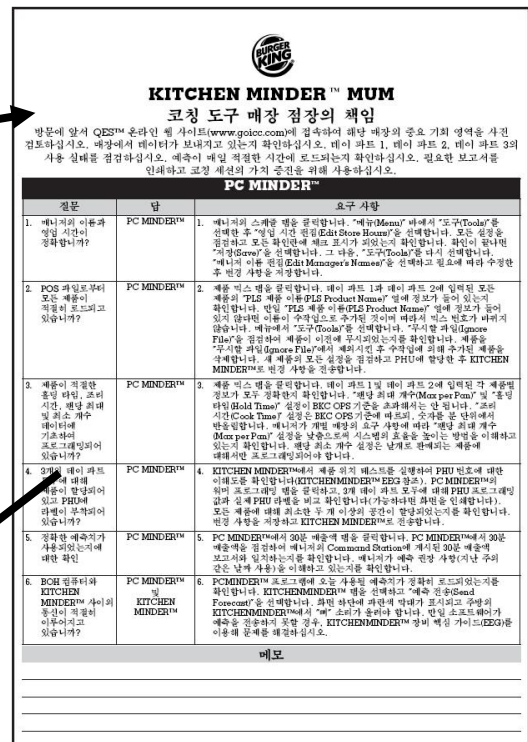 BURGER
KING
KITCHEN MINDER™ MUM
코칭 도구 매장 점장의 책임
방문에 앞서 QES™ 온라인 웹 사이트(www.goicc.com)에 접속하여 해당 매장의 중요 기회 영역을 사전
검토하십시오. 매장에서 데이터가 보내지고 있는지 확인하십시오. 데이 파트 1, 데이 파트 2, 데이 파트 3의
사용 실태를 점검하십시오. 예측이 매일 적절한 시간에 로드되는지 확인하십시오. 필요한 보고서를
인쇄하고 코칭 세션의 가치 증진을 위해 사용하십시오.
PC MINDER™
질문 답 요구 사항
1. 매니저의 이름과
영업 시간이
정확합니까?
PC MINDER™
1. 매니저의 스케줄 탭을 클릭합니다. "메뉴(Menu)" 바에서 "도구(Tools)"를
선택한 후 "영업 시간 편집(Edit Store Hours)"을 선택합니다. 모든 설정을
점검하고 모든 확인란에 체크 표시가 되었는지 확인합니다. 확인이 끝나면
"저장(Save)"을 선택합니다. 그 다음, "도구(Tools)"를 다시 선택합니다.
"매니저 이름 편집(Edit Manager's Names)"을 선택하고 필요에 따라 수정한
후 변경 사항을 저장합니다.
2. POS 파일로부터
모든 제품이
적절히 로드되고
있습니까?
PC MINDER™
2. 제품 믹스 탭을 클릭합니다. 데이 파트 1과 데이 파트 2에 입력된 모든
제품의 "PLS 제품 이름(PLS Product Name)" 열에 정보가 들어 있는지
확인합니다. 만일 "PLS 제품 이름(PLS Product Name)" 열에 정보가 들어
있지 않다면 이름이 수작업으로 추가된 것이며 따라서 믹스 번호가 바뀌지
않습니다. 메뉴에서 "도구(Tools)"를 선택합니다. "무시할 파일(Ignore
File)"을 점검하여 제품이 이전에 무시되었는지 확인합니다. 제품을
"무시할 파일(Ignore File)"에서 제외시킨 후 수작업에 의해 추가된 제품을
삭제합니다. 새 제품의 모든 설정을 점검하고 PHU에 할당한 후 KITCHEN
MINDER™로 변경 사항을 전송합니다.
3. 제품이 적절한
홀딩 타임, 조리
시간, 팬당 최대
및 최소 개수
데이터에
기초하여
프로그래밍되어
있습니까?
PC MINDER™
3. 제품 믹스 탭을 클릭합니다. 데이 파트 1 및 데이 파트 2에 입력된 각 제품별
정보가 모두 정확한지 확인합니다. "팬당 최대 개수(Max per Pan)" 및 "홀딩
타임(Hold Time)" 설정이 BKC OPS 기준을 초과해서는 안 됩니다. "조리
시간(Cook Time)" 설정은 BKC OPS 기준에 따르되, 숫자를 분 단위에서
반올림합니다. 매니저가 개별 매장의 요구 사항에 따라 "팬당 최대 개수
(Max per Pan)" 설정을 낮춤으로써 시스템의 효율을 높이는 방법을 이해하고
있는지 확인합니다. 팬당 최소 개수 설정은 낱개로 판매되는 제품에
대해서만 프로그래밍되어야 합니다.
4. 3개의 데이 파트
에 대해
제품이 할당되어
있고 PHU에
라벨이 부착되어
있습니까?
PC MINDER™
4. KITCHEN MINDER™에서 제품 위치 테스트를 실행하여 PHU 번호에 대한
이해도를 확인합니다(KITCHENMINDER™ EEG 참조). PC MINDER™의
워머 프로그래밍 탭을 클릭하고, 3개 데이 파트 모두에 대해 PHU 프로그래밍
값과 실제 PHU 라벨을 비교 확인합니다(가능하다면 화면을 인쇄합니다).
모든 제품에 대해 최소한 두 개 이상의 공간이 할당되었는지를 확인합니다.
변경 사항을 저장하고 KITCHEN MINDER™로 전송합니다.
5. 정확한 예측치가
사용되었는지에
대한 확인
PC MINDER™
5. PC MINDER™에서 30분 매출액 탭을 클릭합니다. PC MINDER™에서 30분
매출액을 점검하여 매니저의 Command Station에 게시된 30분 매출액
보고서와 일치하는지를 확인합니다. 매니저가 예측 권장 사항(지난 주의
같은 날짜 사용)을 이해하고 있는지를 확인합니다.
6. BOH 컴퓨터와
KITCHEN
MINDER™ 사이의
통신이 적절히
이루어지고
있습니까?
PC MINDER™
및
KITCHEN
MINDER™
6. PCMINDER™ 프로그램에 오늘 사용될 예측치가 정확히 로드되었는지를
확인합니다. KITCHENMINDER™ 탭을 선택하고 "예측 전송(Send
Forecast)"을 선택합니다. 화면 하단에 파란색 막대가 표시되고 주방의
KITCHENMINDER™에서 "삐" 소리가 울려야 합니다. 만일 소프트웨어가
예측을 전송하지 못할 경우, KITCHENMINDER™ 장비 핵심 가이드(EEG)를
이용해 문제를 해결하십시오.
메모